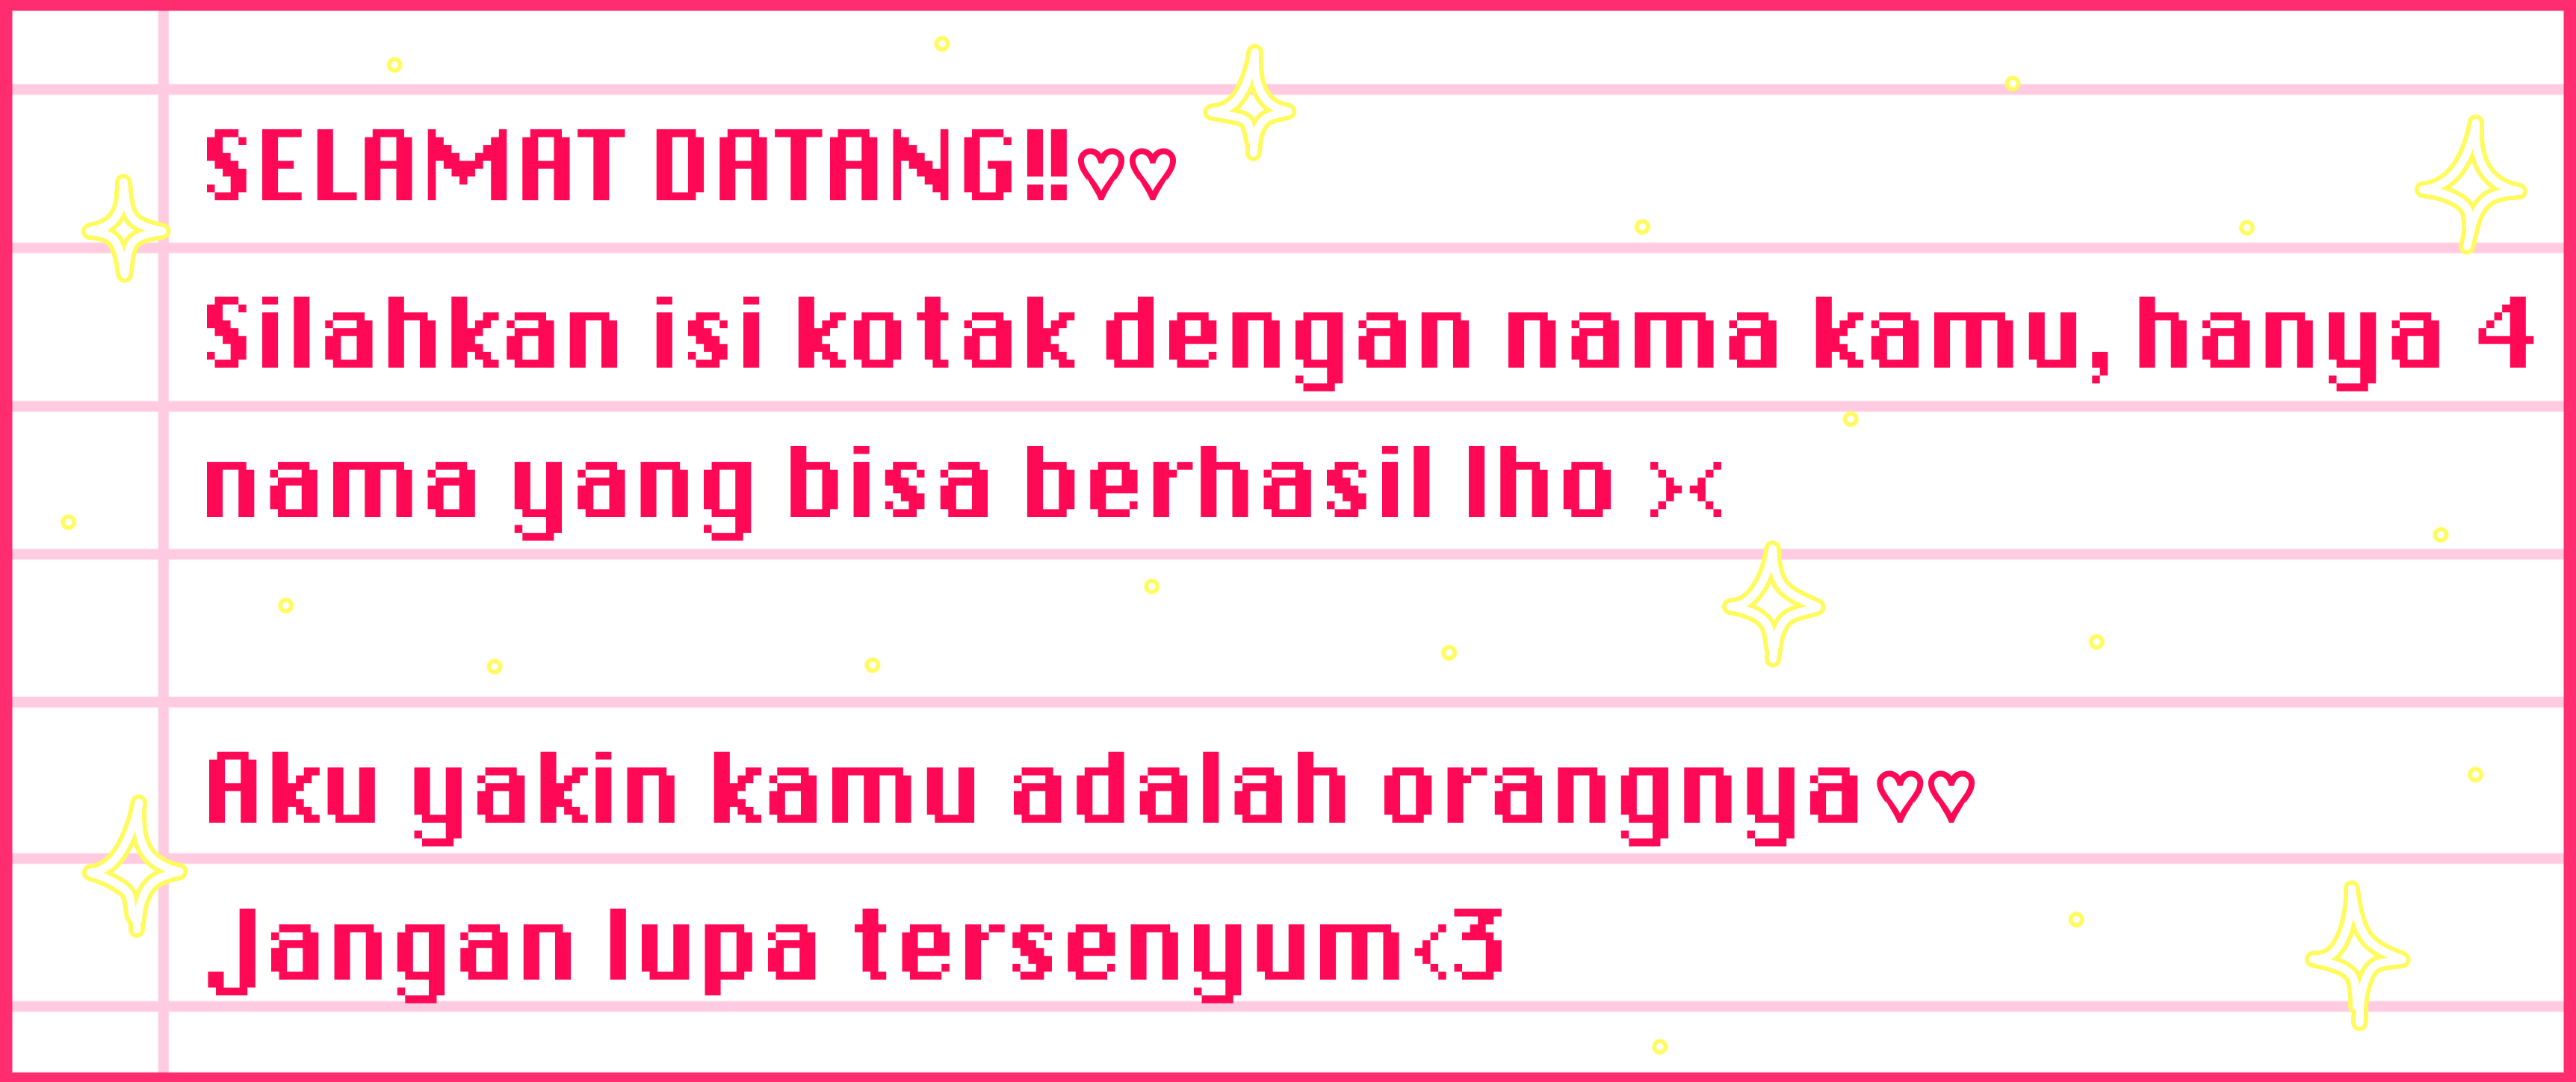 SELAMAT DATANG!!♡♡
Silahkan isi kotak dengan nama kamu, hanya 4
nama yang bisa berhasil lho ><
Aku yakin kamu adalah orangnya♡♡
Jangan lupa tersenyum<3